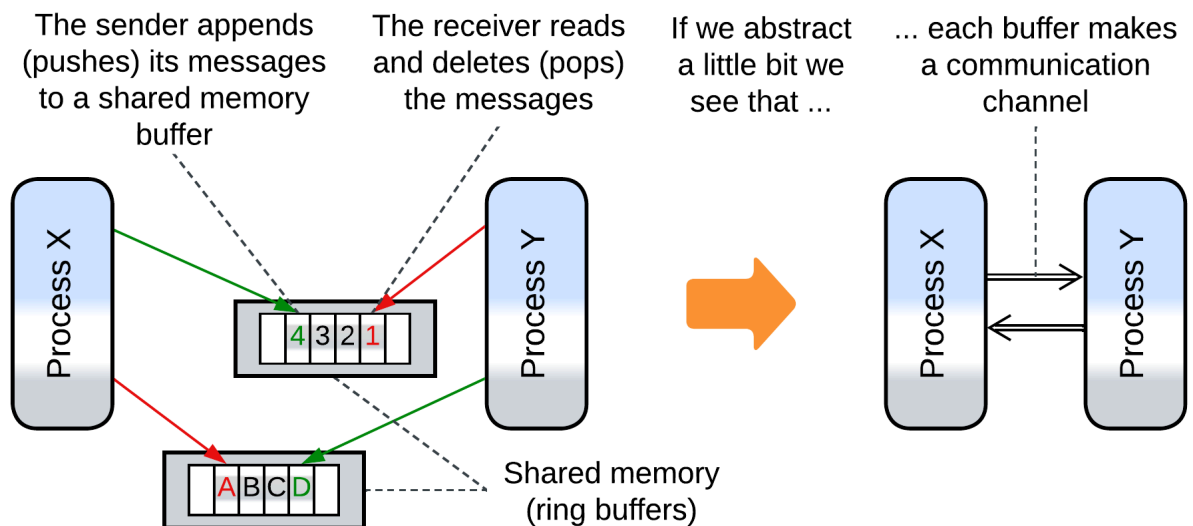 The sender appends
(pushes) its messages
to a shared memory
buffer
The receiver reads
and deletes (pops)
the messages
If we abstract
a little bit we
see that ...
... each buffer makes
a communication
channel
Process X
4 3 2 1
Process Y
A B C D
Shared memory
(ring buffers)
Process X
Process Y